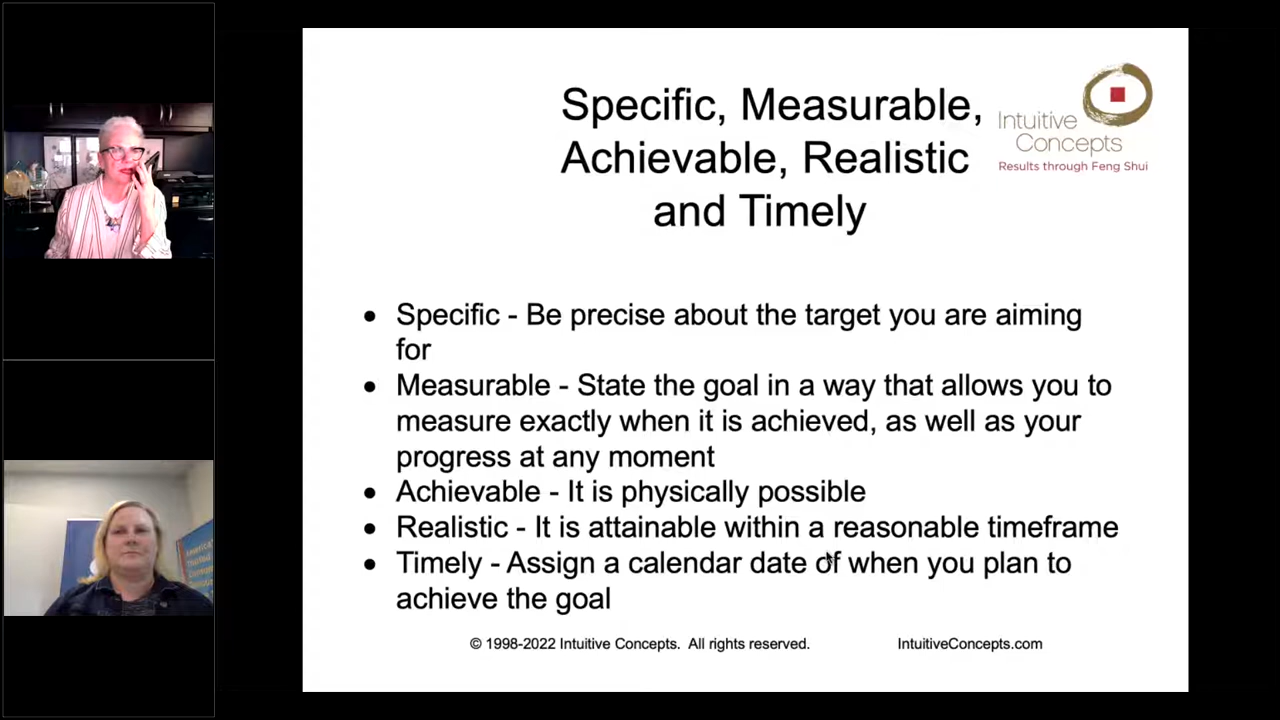 Specific, Measurable,
Achievable, Realistic
and Timely
Intuitive
Concepts
Results through Feng Shui
• Specific - Be precise about the target you are aiming
for
• Measurable - State the goal in a way that allows you to
measure exactly when it is achieved, as well as your
progress at any moment
• Achievable - It is physically possible
• Realistic - It is attainable within a reasonable timeframe
• Timely - Assign a calendar date of when you plan to
achieve the goal
© 1998-2022 Intuitive Concepts. All rights reserved.
IntuitiveConcepts.com
America's